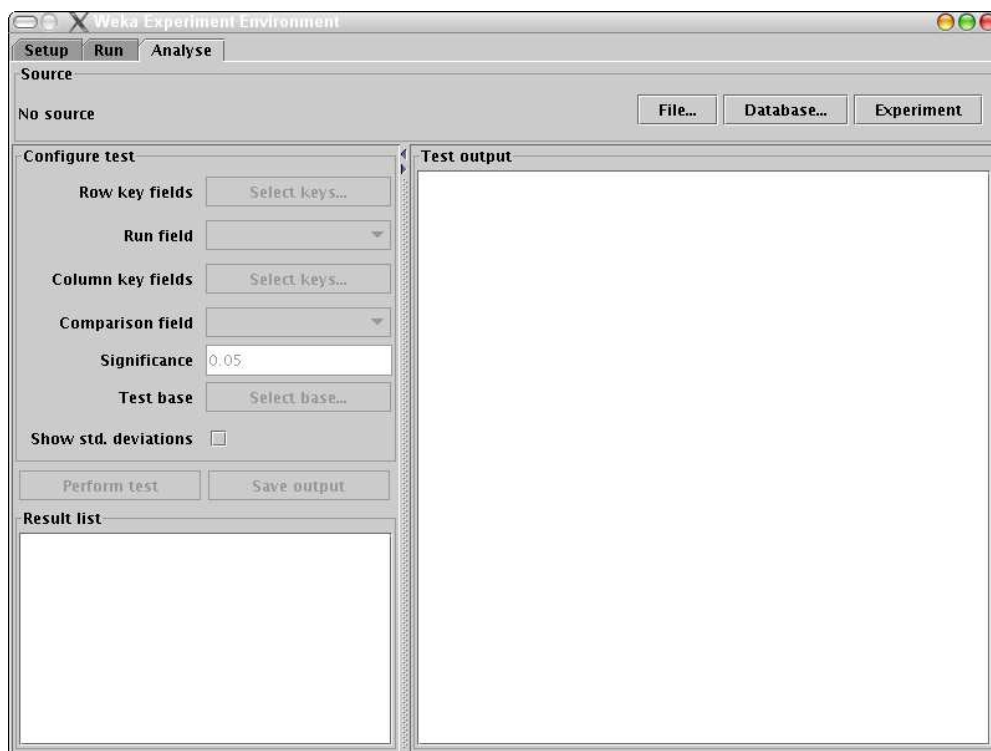 Weka Experiment Environment
Setup Run Analyse
Source
No source File... Database... Experiment
Configure test
Row key fields Select keys...
Run field
Column key fields Select keys...
Comparison field
Significance 0.05
Test base Select base...
Show std. deviations
Perform test Save output
Result list
Test output